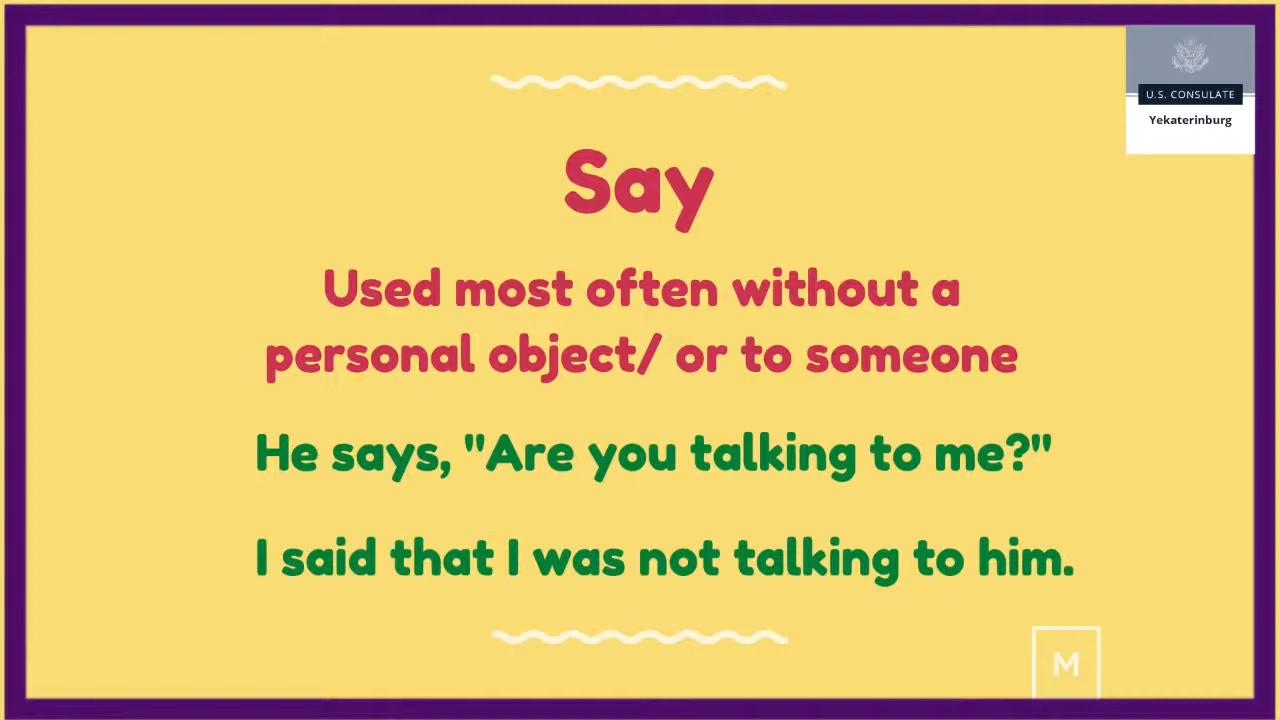 U.S. CONSULATE
Yekaterinburg
Say
Used most often without a
personal object/ or to someone
He says, "Are you talking to me?"
I said that I was not talking to him.
M